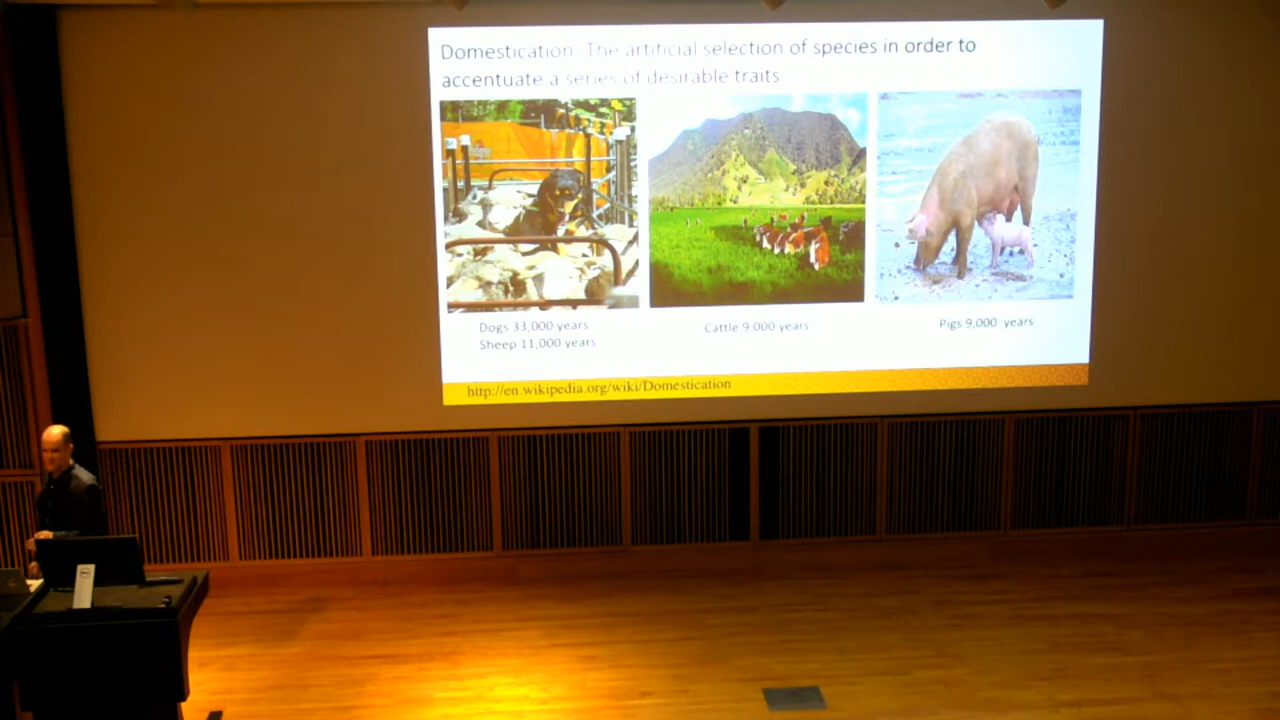 Domestication: The artificial selection of species in order to
accentuate a series of desirable traits
Dogs 33,000 years
Sheep 11,000 years
Cattle 9,000 years
Pigs 9,000 years
http://en.wikipedia.org/wiki/Domestication